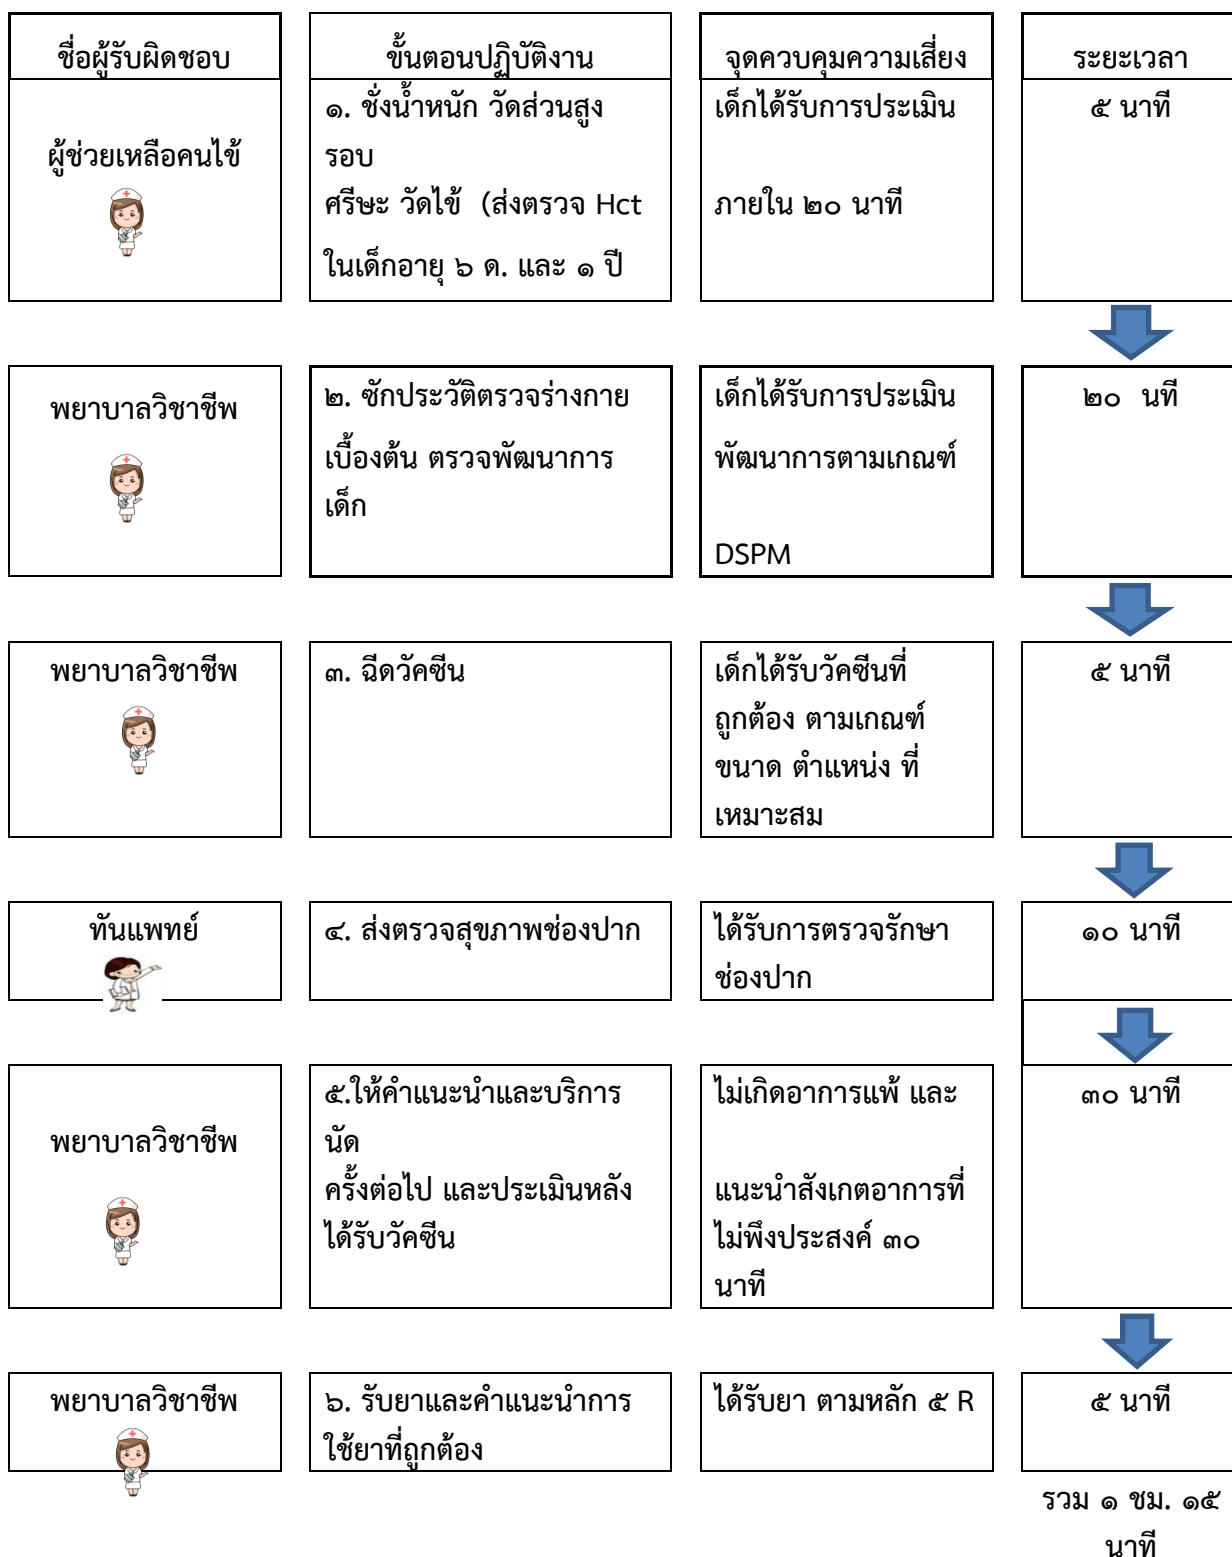 ชื่อผู้รับผิดชอบ
ขั้นตอนปฏิบัติงาน
จุดควบคุมความเสี่ยง
ระยะเวลา
ผู้ช่วยเหลือคนไข้
๑. ชั่งน้ำหนัก วัดส่วนสูง
รอบ
ศรีษะ วัดไข้ (ส่งตรวจ Hct
ในเด็กอายุ ๖ ด. และ ๑ ปี
เด็กได้รับการประเมิน
ภายใน ๒๐ นาที
๕ นาที
พยาบาลวิชาชีพ
๒. ซักประวัติตรวจร่างกาย
เบื้องต้น ตรวจพัฒนาการ
เด็ก
เด็กได้รับการประเมิน
พัฒนาการตามเกณฑ์
DSPM
๒๐ นที
พยาบาลวิชาชีพ
๓. ฉีดวัคซีน
เด็กได้รับวัคซีนที่
ถูกต้อง ตามเกณฑ์
ขนาด ตำแหน่ง ที่
เหมาะสม
๕ นาที
ทันแพทย์
๔. ส่งตรวจสุขภาพช่องปาก
ได้รับการตรวจรักษา
ช่องปาก
๑๐ นาที
พยาบาลวิชาชีพ
๕.ให้คำแนะนำและบริการ
นัด
ครั้งต่อไป และประเมินหลัง
ได้รับวัคซีน
ไม่เกิดอาการแพ้ และ
แนะนำสังเกตอาการที่
ไม่พึงประสงค์ ๓๐
นาที
๓๐ นาที
พยาบาลวิชาชีพ
๖. รับยาและคำแนะนำการ
ใช้ยาที่ถูกต้อง
ได้รับยา ตามหลัก ๕ R
๕ นาที
รวม ๑ ชม. ๑๕
นาที